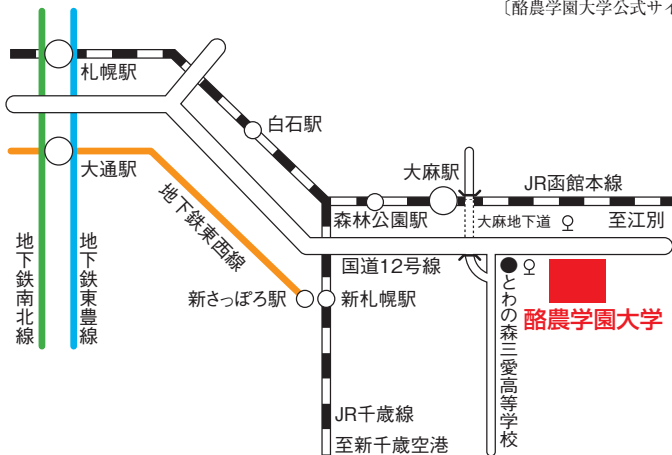 〔酪農学園大学公式サイ
札幌駅
白石駅
大通駅
大麻駅
JR函館本線
地下鉄東西線
森林公園駅
大麻地下道
至江別
地下鉄南北線
地下鉄東豊線
国道12号線
新さっぽろ駅
新札幌駅
とわの森三愛高等学校
酪農学園大学
JR千歳線
至新千歳空港